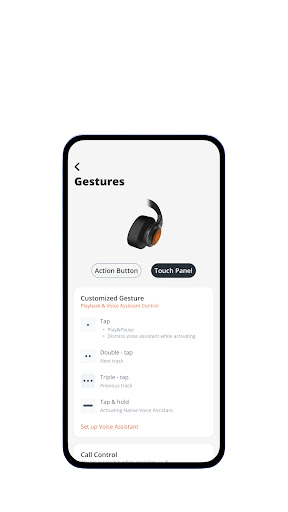 Gestures
Action Button
Touch Panel
Customized Gesture
Playback & Voice Assistant Control
Tap
• Play&Pause
• Dismiss voice assistant while activating
Double - tap
Next track
Triple - tap
Previous track
Tap & hold
Activating Native Voice Assistant
Set up Voice Assistant
Call Control